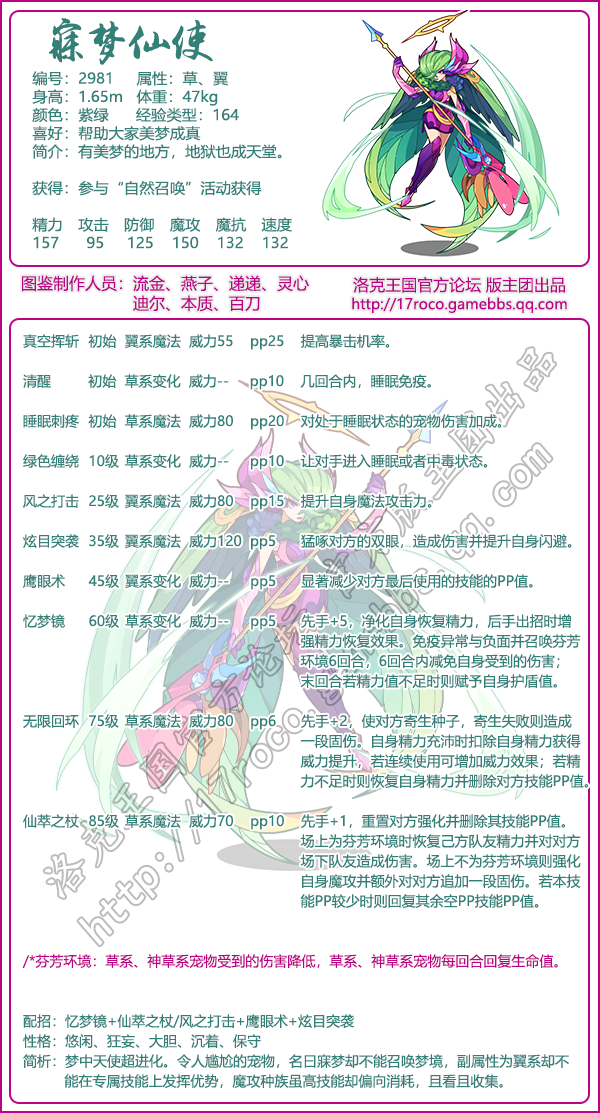 寐梦仙使
编号：2981 属性：草、翼
身高：1.65m 体重：47kg
颜色：紫绿 经验类型：164
喜好：帮助大家美梦成真
简介：有美梦的地方，地狱也成天堂。
获得：参与“自然召唤”活动获得
精力 攻击 防御 魔攻 魔抗 速度
157 95 125 150 132 132
图鉴制作人员：流金、燕子、递递、灵心
迪尔、本质、百刀
洛克王国官方论坛 版主团出品
http://17roco.gamebbs.qq.com
真空挥斩 初始 翼系魔法 威力55 pp25 提高暴击机率。
清醒 初始 草系变化 威力-- pp10 几回合内，睡眠免疫。
睡眠刺疼 初始 草系魔法 威力80 pp20 对处于睡眠状态的宠物伤害加成。
绿色缠绕 10级 草系变化 威力-- pp10 让对手进入睡眠或者中毒状态。
风之打击 25级 翼系魔法 威力80 pp15 提升自身魔法攻击力。
炫目突袭 35级 翼系魔法 威力120 pp5 猛啄对方的双眼，造成伤害并提升自身闪避。
鹰眼术 45级 翼系变化 威力-- pp5 显著减少对方最后使用的技能的PP值。
忆梦镜 60级 草系变化 威力-- pp5 先手+5，净化自身恢复精力，后手出招时增
强精力恢复效果。免疫异常与负面并召唤芬芳
环境6回合，6回合内减免自身受到的伤害；
末回合若精力值不足时则赋予自身护盾值。
无限回环 75级 草系魔法 威力80 pp6 先手+2，使对方寄生种子，寄生失败则造成
一段固伤。自身精力充沛时扣除自身精力获得
威力提升，若连续使用可增加威力效果；若精
力不足时则恢复自身精力并删除对方技能PP值。
仙萃之杖 85级 草系魔法 威力70 pp10 先手+1，重置对方强化并删除其技能PP值。
场上为芬芳环境时恢复己方队友精力并对对方
场下队友造成伤害。场上不为芬芳环境则强化
自身魔攻并额外对对方追加一段固伤。若本技
能PP较少时则回复其余空PP技能PP值。
/*芬芳环境：草系、神草系宠物受到的伤害降低，草系、神草系宠物每回合回复生命值。
配招：忆梦镜+仙萃之杖/风之打击+鹰眼术+炫目突袭
性格：悠闲、狂妄、大胆、沉着、保守
简析：梦中天使超进化。令人尴尬的宠物，名曰寐梦却不能召唤梦境，副属性为翼系却不
能在专属技能上发挥优势，魔攻种族虽高技能却偏向消耗，且看且收集。
洛克王国官方论坛 版主团出品
http://17roco.gamebbs.qq.com